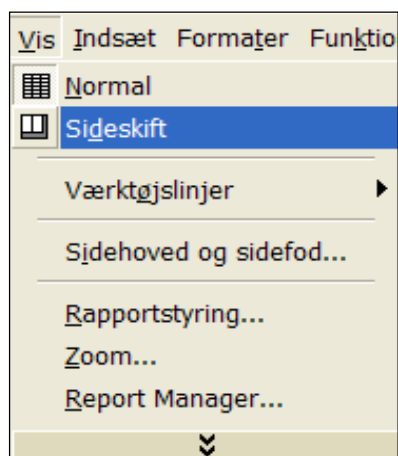 Vis Indsæt Formater Funktio
Normal
Sideskift
Værktøjslinjer
Sidehoved og sidefod...
Rapportstyring...
Zoom...
Report Manager...